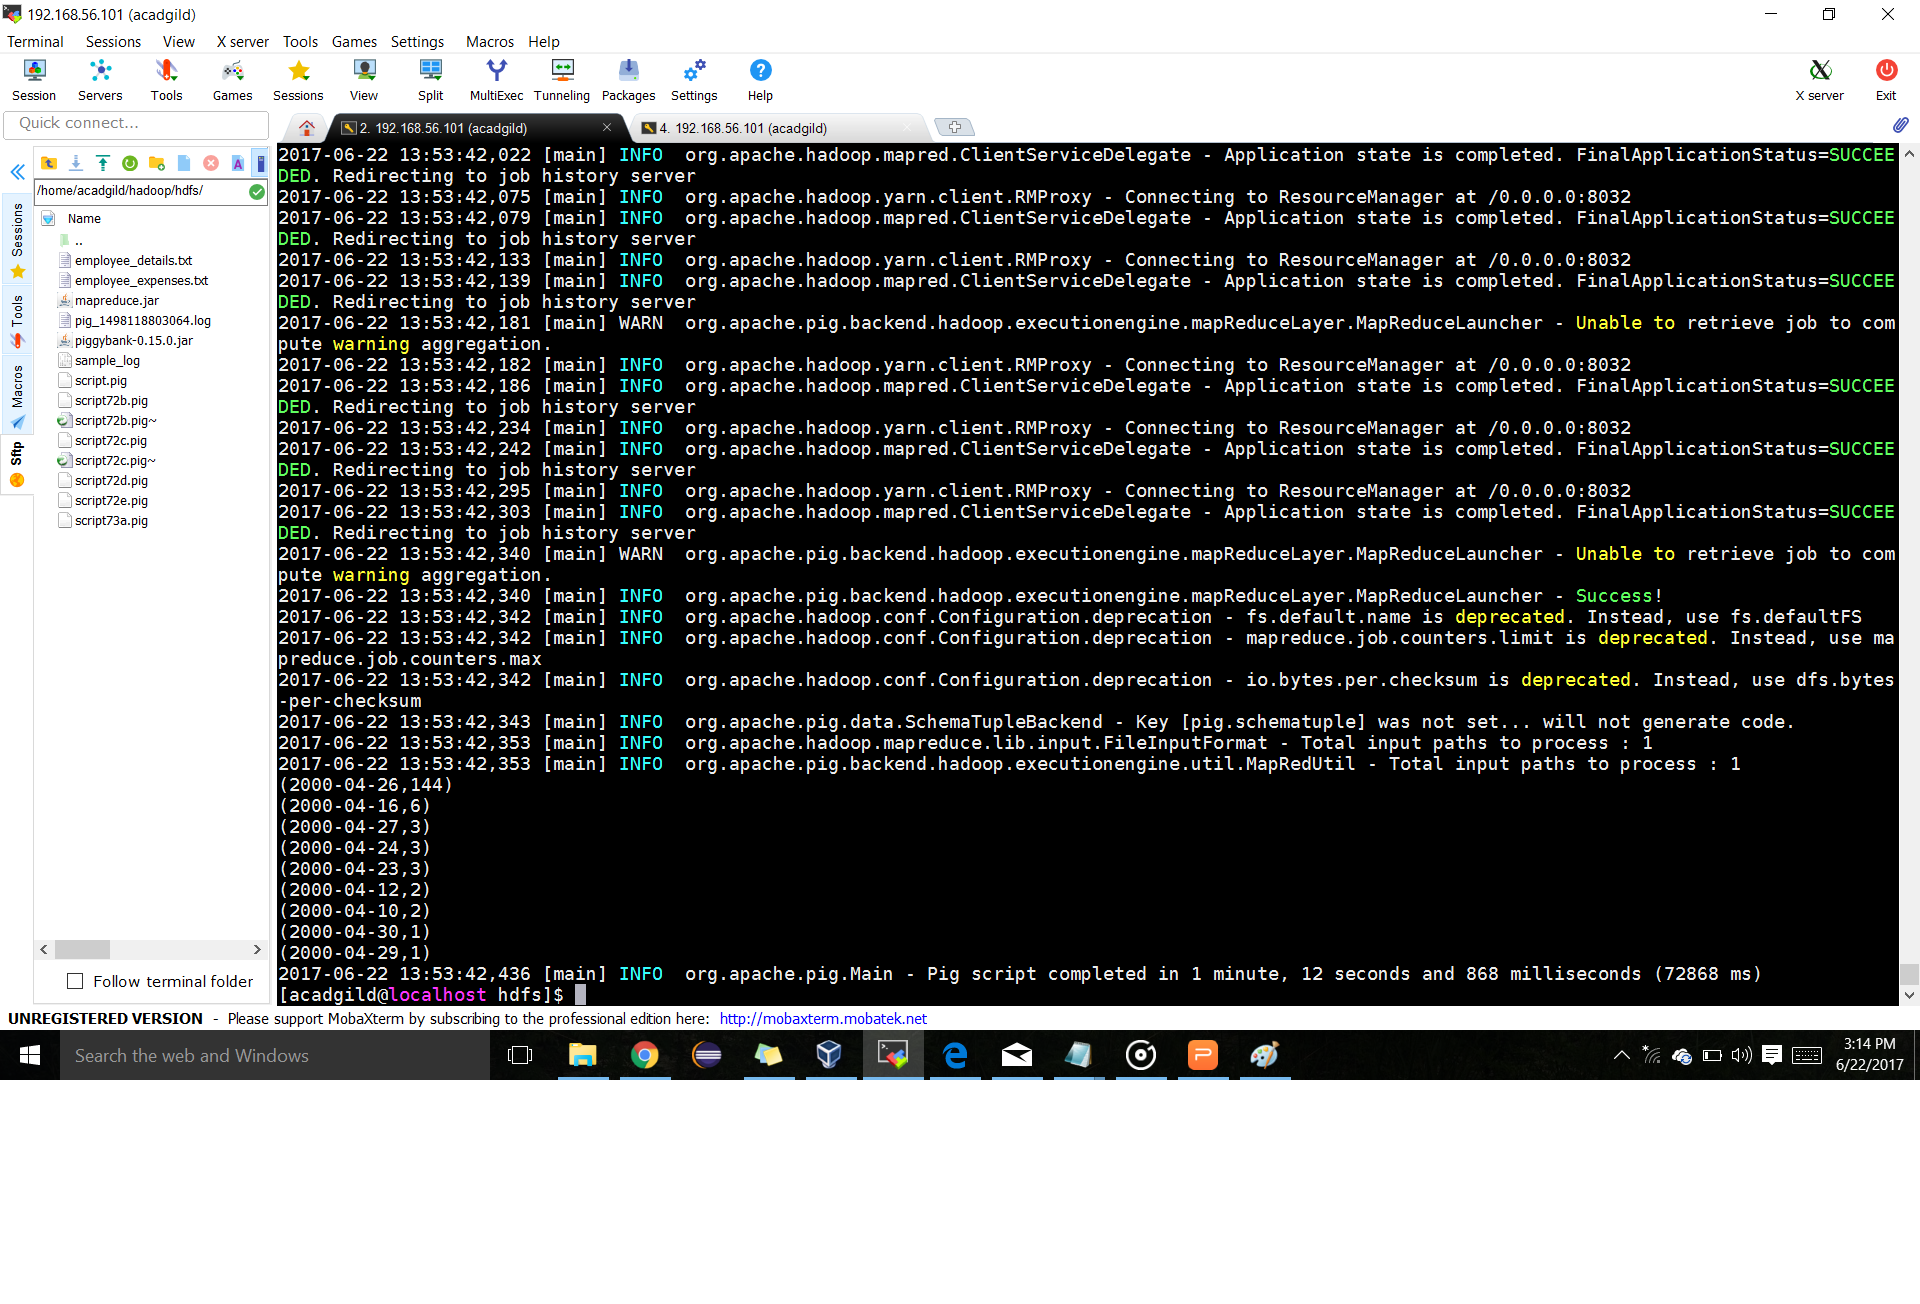 192.168.56.101 (acadgild)
Terminal Sessions View X server Tools Games Settings Macros Help
Session Servers Tools Games Sessions View Split MultiExec Tunneling Packages Settings Help X server Exit
Quick connect...
2. 192.168.56.101 (acadgild)
4. 192.168.56.101 (acadgild)
/home/acadgild/hadoop/hdfs/
Name
..
employee_details.txt
employee_expenses.txt
mapreduce.jar
pig_1498118803064.log
piggybank-0.15.0.jar
sample_log
script.pig
script72b.pig
script72b.pig~
script72c.pig
script72c.pig~
script72d.pig
script72e.pig
script73a.pig
Sessions
Tools
Macros
Sftp
Follow terminal folder
2017-06-22 13:53:42,022 [main] INFO  org.apache.hadoop.mapred.ClientServiceDelegate - Application state is completed. FinalApplicationStatus=SUCCEE
DED. Redirecting to job history server
2017-06-22 13:53:42,075 [main] INFO  org.apache.hadoop.yarn.client.RMProxy - Connecting to ResourceManager at /0.0.0.0:8032
2017-06-22 13:53:42,079 [main] INFO  org.apache.hadoop.mapred.ClientServiceDelegate - Application state is completed. FinalApplicationStatus=SUCCEE
DED. Redirecting to job history server
2017-06-22 13:53:42,133 [main] INFO  org.apache.hadoop.yarn.client.RMProxy - Connecting to ResourceManager at /0.0.0.0:8032
2017-06-22 13:53:42,139 [main] INFO  org.apache.hadoop.mapred.ClientServiceDelegate - Application state is completed. FinalApplicationStatus=SUCCEE
DED. Redirecting to job history server
2017-06-22 13:53:42,181 [main] WARN  org.apache.pig.backend.hadoop.executionengine.mapReduceLayer.MapReduceLauncher - Unable to retrieve job to com
pute warning aggregation.
2017-06-22 13:53:42,182 [main] INFO  org.apache.hadoop.yarn.client.RMProxy - Connecting to ResourceManager at /0.0.0.0:8032
2017-06-22 13:53:42,186 [main] INFO  org.apache.hadoop.mapred.ClientServiceDelegate - Application state is completed. FinalApplicationStatus=SUCCEE
DED. Redirecting to job history server
2017-06-22 13:53:42,234 [main] INFO  org.apache.hadoop.yarn.client.RMProxy - Connecting to ResourceManager at /0.0.0.0:8032
2017-06-22 13:53:42,242 [main] INFO  org.apache.hadoop.mapred.ClientServiceDelegate - Application state is completed. FinalApplicationStatus=SUCCEE
DED. Redirecting to job history server
2017-06-22 13:53:42,295 [main] INFO  org.apache.hadoop.yarn.client.RMProxy - Connecting to ResourceManager at /0.0.0.0:8032
2017-06-22 13:53:42,303 [main] INFO  org.apache.hadoop.mapred.ClientServiceDelegate - Application state is completed. FinalApplicationStatus=SUCCEE
DED. Redirecting to job history server
2017-06-22 13:53:42,340 [main] WARN  org.apache.pig.backend.hadoop.executionengine.mapReduceLayer.MapReduceLauncher - Unable to retrieve job to com
pute warning aggregation.
2017-06-22 13:53:42,340 [main] INFO  org.apache.pig.backend.hadoop.executionengine.mapReduceLayer.MapReduceLauncher - Success!
2017-06-22 13:53:42,342 [main] INFO  org.apache.hadoop.conf.Configuration.deprecation - fs.default.name is deprecated. Instead, use fs.defaultFS
2017-06-22 13:53:42,342 [main] INFO  org.apache.hadoop.conf.Configuration.deprecation - mapreduce.job.counters.limit is deprecated. Instead, use ma
preduce.job.counters.max
2017-06-22 13:53:42,342 [main] INFO  org.apache.hadoop.conf.Configuration.deprecation - io.bytes.per.checksum is deprecated. Instead, use dfs.bytes
-per-checksum
2017-06-22 13:53:42,343 [main] INFO  org.apache.pig.data.SchemaTupleBackend - Key [pig.schematuple] was not set... will not generate code.
2017-06-22 13:53:42,353 [main] INFO  org.apache.hadoop.mapreduce.lib.input.FileInputFormat - Total input paths to process : 1
2017-06-22 13:53:42,353 [main] INFO  org.apache.pig.backend.hadoop.executionengine.util.MapRedUtil - Total input paths to process : 1
(2000-04-26,144)
(2000-04-16,6)
(2000-04-27,3)
(2000-04-24,3)
(2000-04-23,3)
(2000-04-12,2)
(2000-04-10,2)
(2000-04-30,1)
(2000-04-29,1)
2017-06-22 13:53:42,436 [main] INFO  org.apache.pig.Main - Pig script completed in 1 minute, 12 seconds and 868 milliseconds (72868 ms)
[acadgild@localhost hdfs]$
UNREGISTERED VERSION - Please support MobaXterm by subscribing to the professional edition here: http://mobaxterm.mobatek.net
Search the web and Windows
3:14 PM
6/22/2017